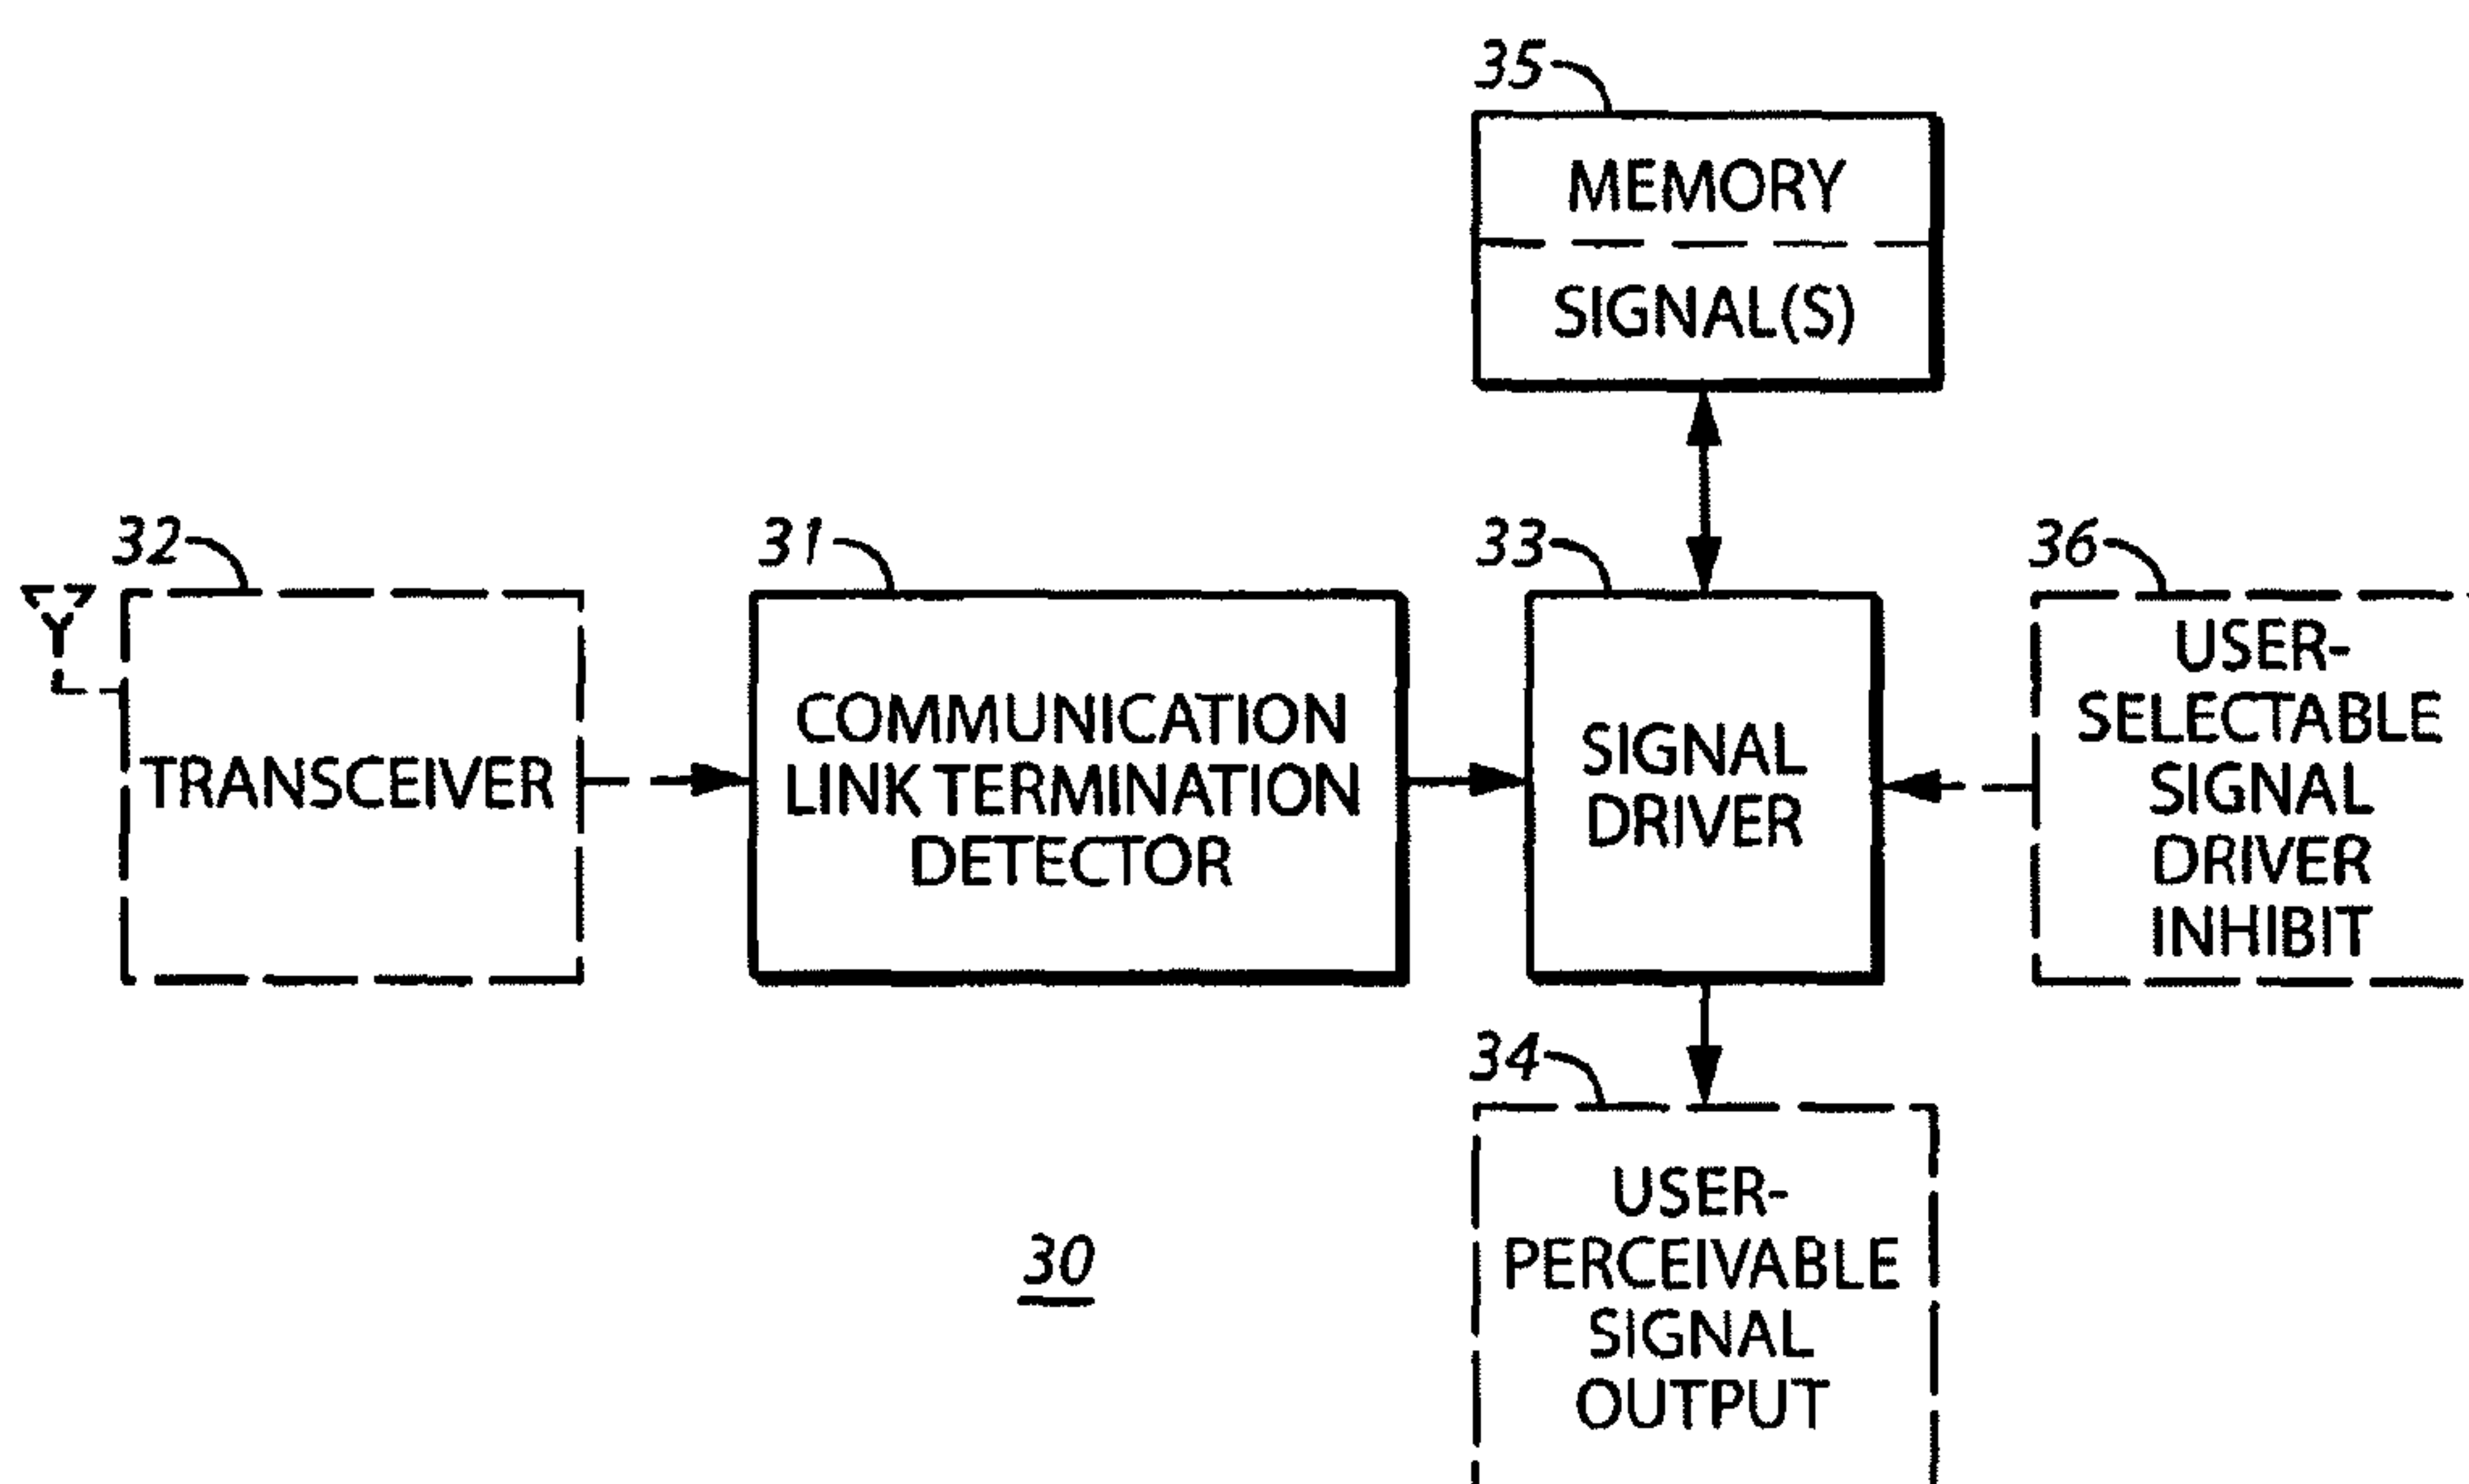 35
MEMORY
SIGNAL(S)
32
TRANSCEIVER
31
COMMUNICATION
LINK TERMINATION
DETECTOR
33
SIGNAL
DRIVER
36
USER-
SELECTABLE
SIGNAL
DRIVER
INHIBIT
34
USER-
PERCEIVABLE
SIGNAL
OUTPUT
30